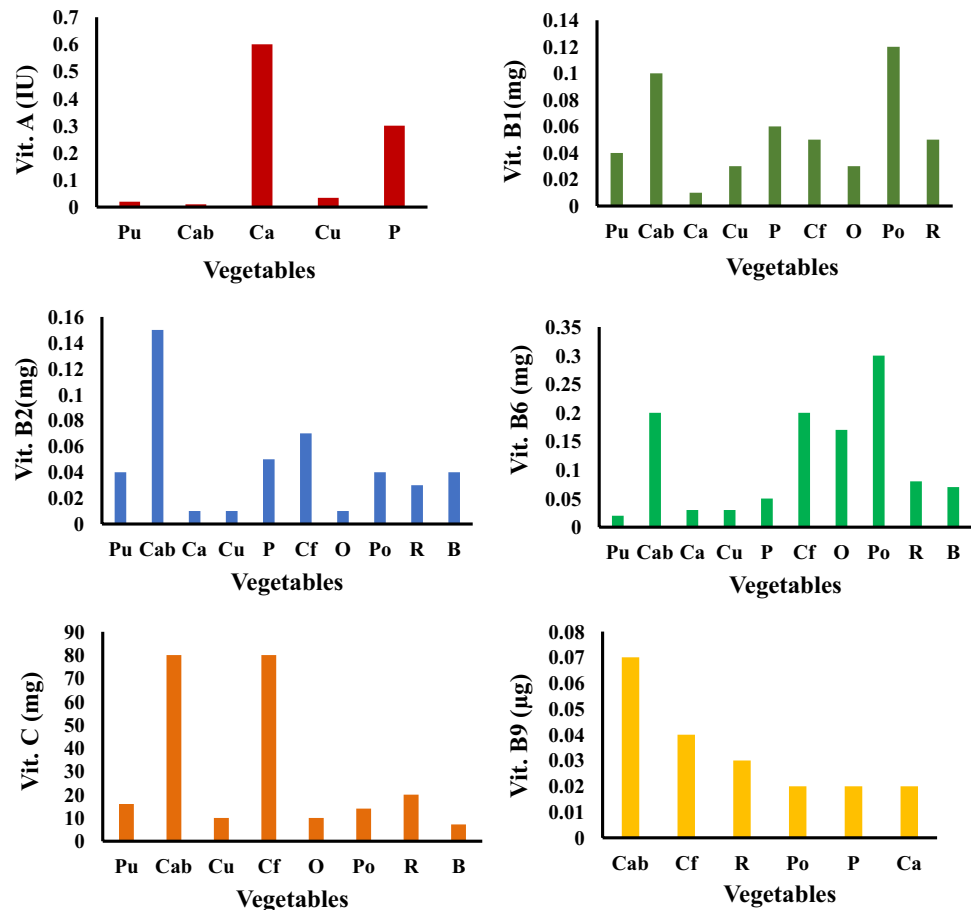 Vit. A (IU)
0.7
0.6
0.5
0.4
0.3
0.2
0.1
0
Pu Cab Ca Cu P
Vegetables
Vit. B1(mg)
0.14
0.12
0.1
0.08
0.06
0.04
0.02
0
Pu Cab Ca Cu P Cf O Po R
Vegetables
Vit. B2(mg)
0.16
0.14
0.12
0.1
0.08
0.06
0.04
0.02
0
Pu Cab Ca Cu P Cf O Po R B
Vegetables
Vit. B6 (mg)
0.35
0.3
0.25
0.2
0.15
0.1
0.05
0
Pu Cab Ca Cu P Cf O Po R B
Vegetables
Vit. C (mg)
90
80
70
60
50
40
30
20
10
0
Pu Cab Cu Cf O Po R B
Vegetables
Vit. B9 (µg)
0.08
0.07
0.06
0.05
0.04
0.03
0.02
0.01
0
Cab Cf R Po P Ca
Vegetables